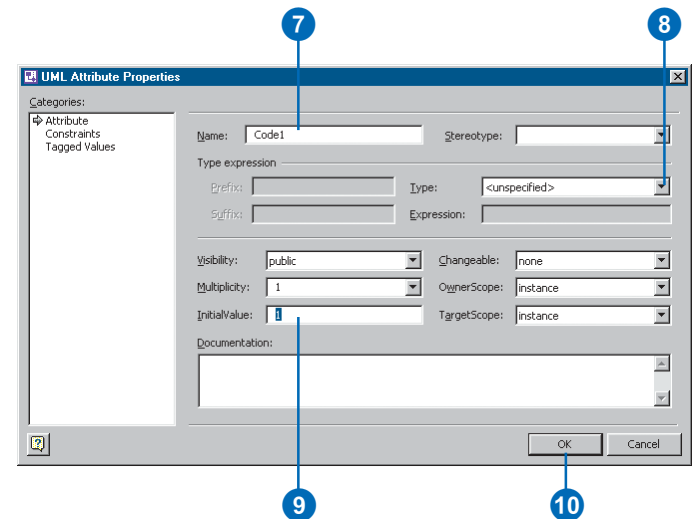 7
8
UML Attribute Properties
Categories:
Attribute
Constraints
Tagged Values
Name: Code1 Stereotype:
Type expression
Prefix: Type: <unspecified>
Suffix: Expression:
Visibility: public Changeable: none
Multiplicity: 1 OwnerScope: instance
InitialValue: 1 TargetScope: instance
Documentation:
? OK Cancel
9
10